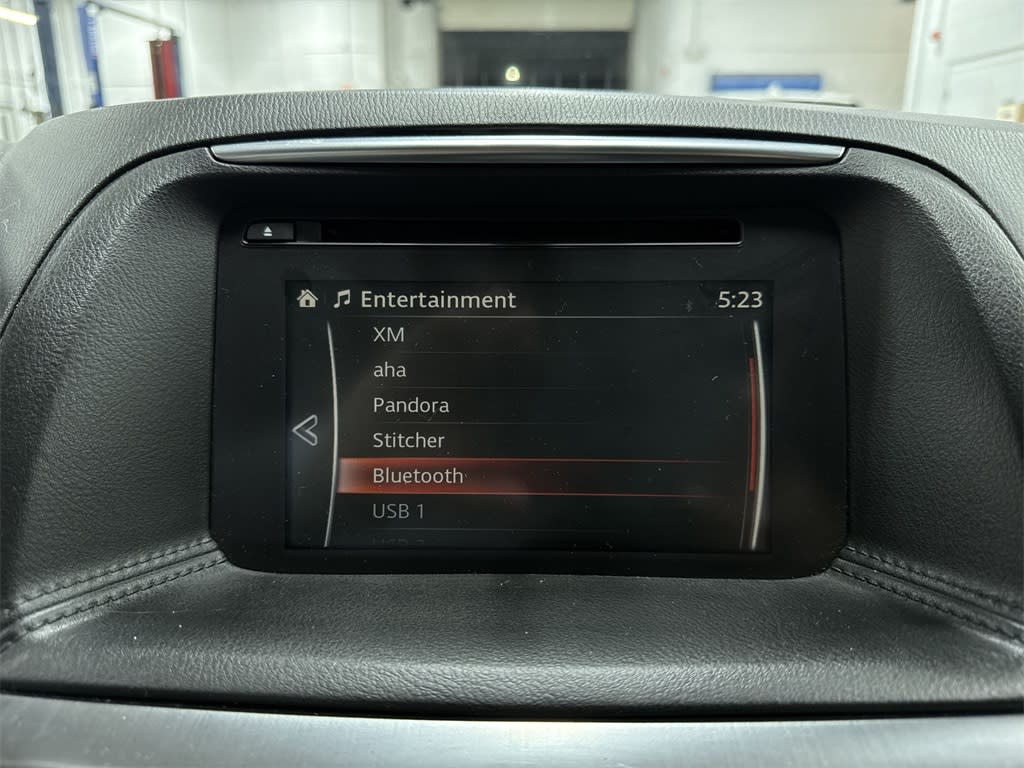 Entertainment 5:23
XM
aha
Pandora
Stitcher
Bluetooth
USB 1